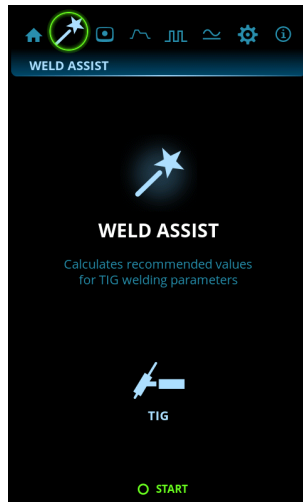 WELD ASSIST
WELD ASSIST
Calculates recommended values
for TIG welding parameters
TIG
START